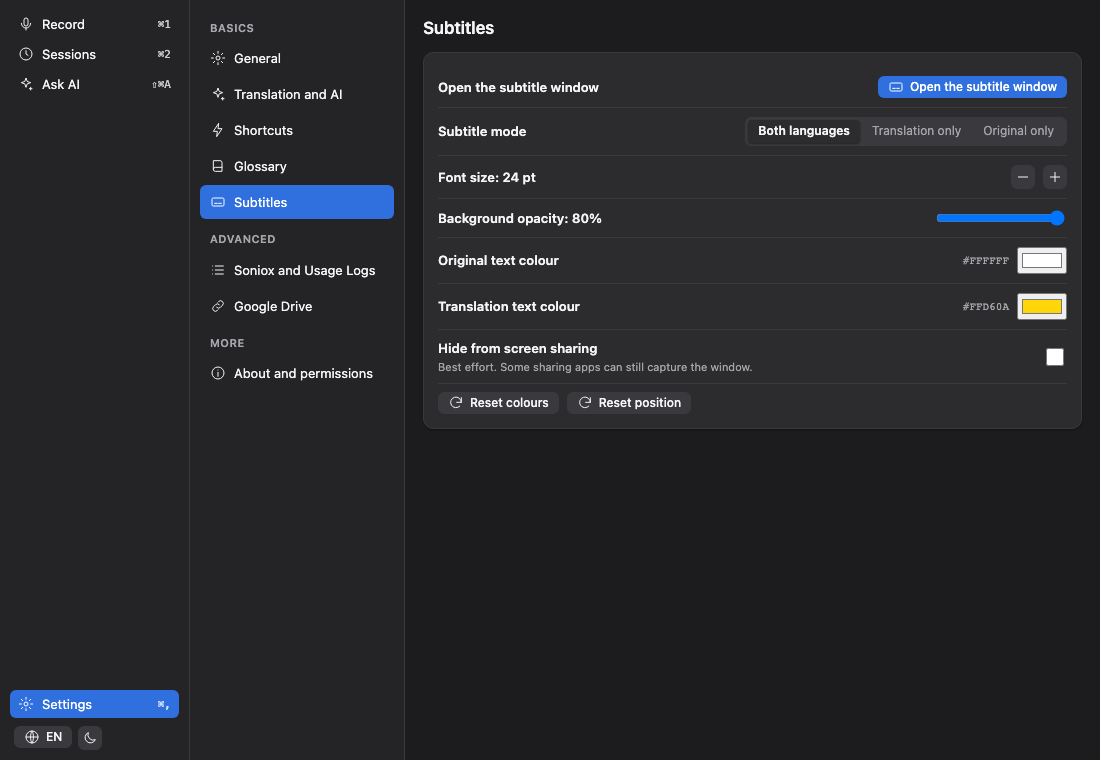 Record ⌘1
Sessions ⌘2
Ask AI ⇧⌘A
Settings ⌘,
EN
BASICS
General
Translation and AI
Shortcuts
Glossary
Subtitles
ADVANCED
Soniox and Usage Logs
Google Drive
MORE
About and permissions
Subtitles
Open the subtitle window Open the subtitle window
Subtitle mode Both languages Translation only Original only
Font size: 24 pt − +
Background opacity: 80%
Original text colour #FFFFFF
Translation text colour #FFD60A
Hide from screen sharing
Best effort. Some sharing apps can still capture the window.
Reset colours Reset position